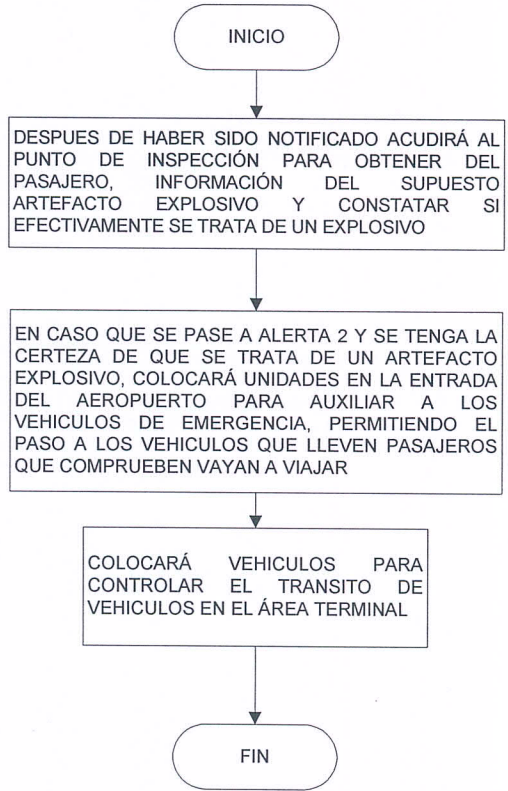 INICIO
DESPUES DE HABER SIDO NOTIFICADO ACUDIRÁ AL
PUNTO DE INSPECCIÓN PARA OBTENER DEL
PASAJERO, INFORMACIÓN DEL SUPUESTO
ARTEFACTO EXPLOSIVO Y CONSTATAR SI
EFECTIVAMENTE SE TRATA DE UN EXPLOSIVO
EN CASO QUE SE PASE A ALERTA 2 Y SE TENGA LA
CERTEZA DE QUE SE TRATA DE UN ARTEFACTO
EXPLOSIVO, COLOCARÁ UNIDADES EN LA ENTRADA
DEL AEROPUERTO PARA AUXILIAR A LOS
VEHICULOS DE EMERGENCIA, PERMITIENDO EL
PASO A LOS VEHICULOS QUE LLEVEN PASAJEROS
QUE COMPRUEBEN VAYAN A VIAJAR
COLOCARÁ VEHICULOS PARA
CONTROLAR EL TRANSITO DE
VEHICULOS EN EL ÁREA TERMINAL
FIN